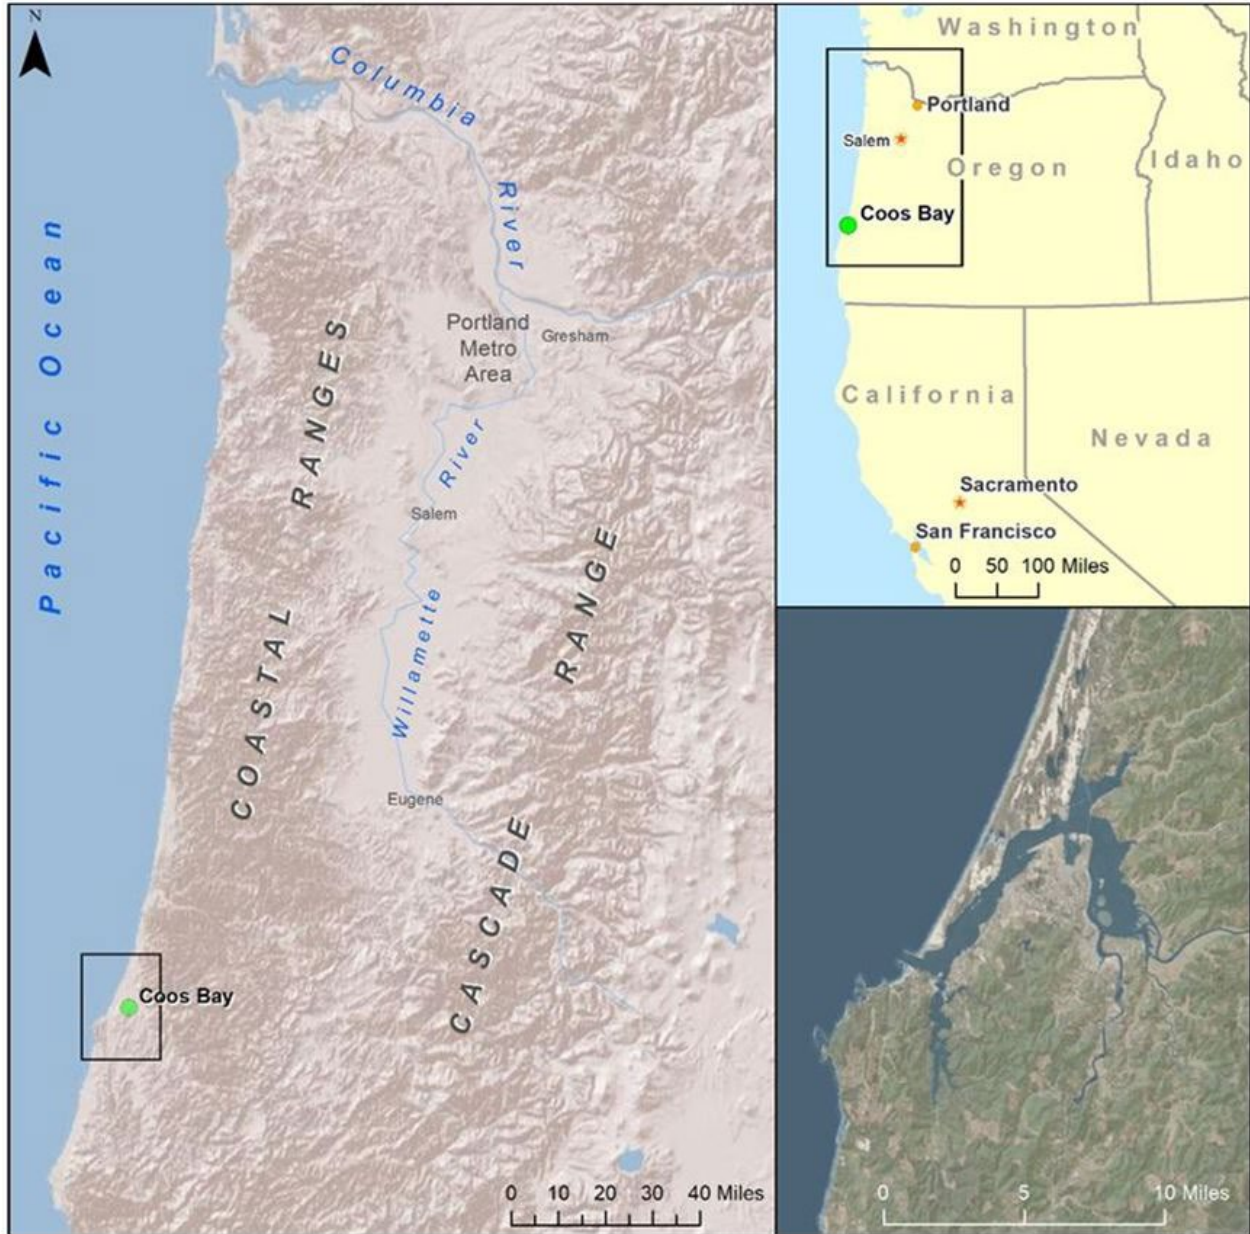 N
Columbia
River
Pacific Ocean
Portland
Metro
Area
Gresham
COASTAL RANGES
River
Salem
Willamette
CASCADE RANGE
Eugene
Coos Bay
0 10 20 30 40 Miles
Washington
Portland
Salem
Oregon
Idaho
Coos Bay
California
Nevada
Sacramento
San Francisco
0 50 100 Miles
0 5 10 Miles